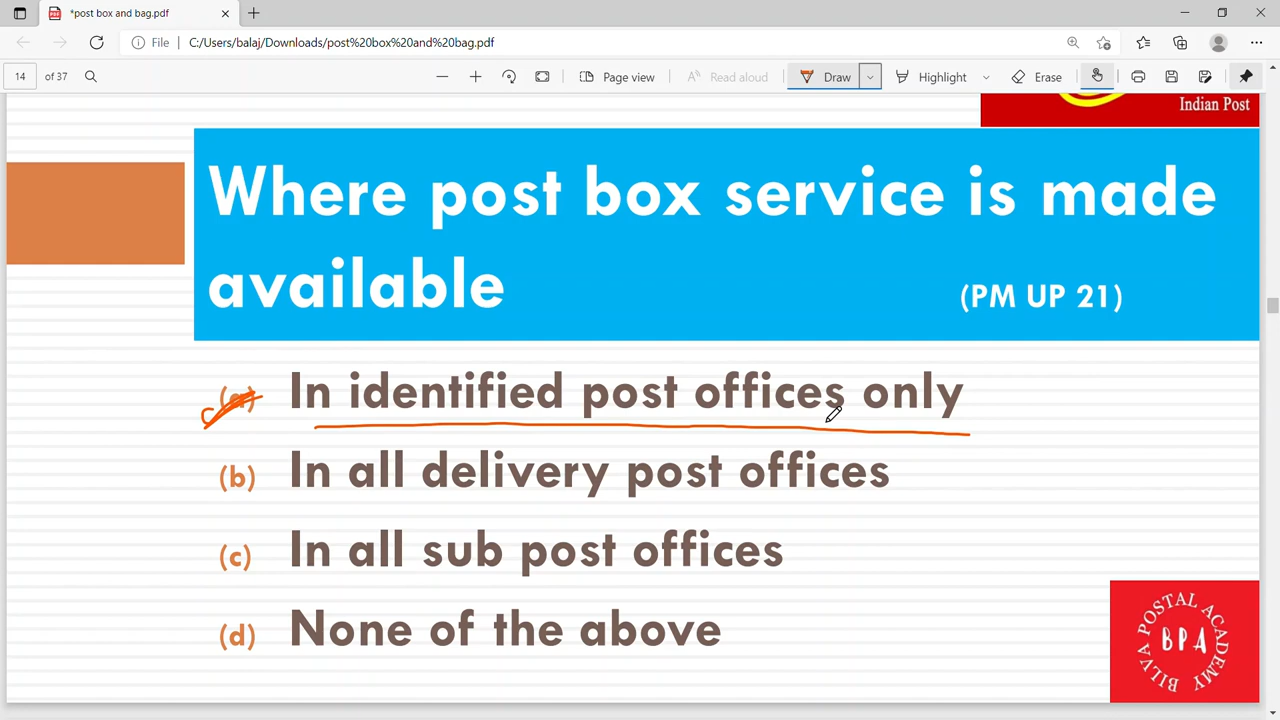 *post box and bag.pdf
File
C:/Users/balaj/Downloads/post%20box%20and%20bag.pdf
14 of 37
Page view
Read aloud
Draw
Highlight
Erase
Indian Post
Where post box service is made
available (PM UP 21)
(a) In identified post offices only
(b) In all delivery post offices
(c) In all sub post offices
(d) None of the above
BILVA POSTAL ACADEMY
BPA